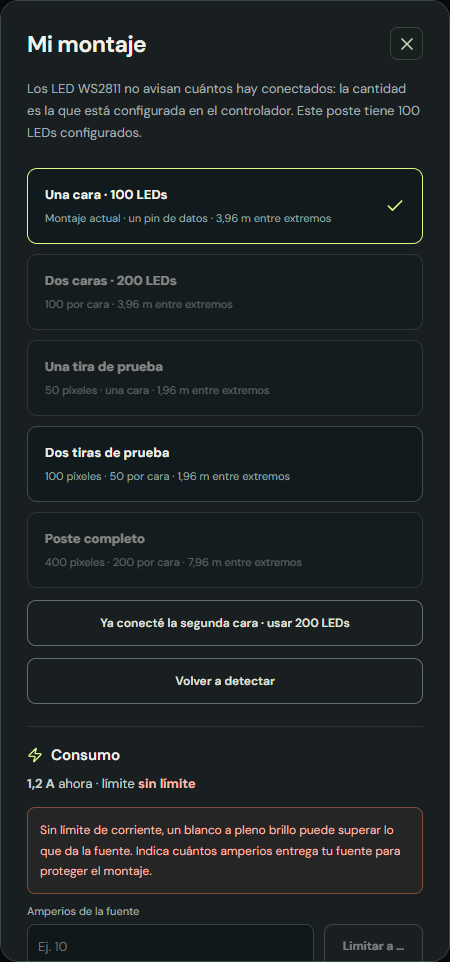 Mi montaje
Los LED WS2811 no avisan cuántos hay conectados: la cantidad
es la que está configurada en el controlador. Este poste tiene 100
LEDs configurados.
Una cara · 100 LEDs
Montaje actual · un pin de datos · 3,96 m entre extremos
Dos caras · 200 LEDs
100 por cara · 3,96 m entre extremos
Una tira de prueba
50 píxeles · una cara · 1,96 m entre extremos
Dos tiras de prueba
100 píxeles · 50 por cara · 1,96 m entre extremos
Poste completo
400 píxeles · 200 por cara · 7,96 m entre extremos
Ya conecté la segunda cara · usar 200 LEDs
Volver a detectar
Consumo
1,2 A ahora · límite sin límite
Sin límite de corriente, un blanco a pleno brillo puede superar lo
que da la fuente. Indica cuántos amperios entrega tu fuente para
proteger el montaje.
Amperios de la fuente
Ej. 10
Limitar a ...